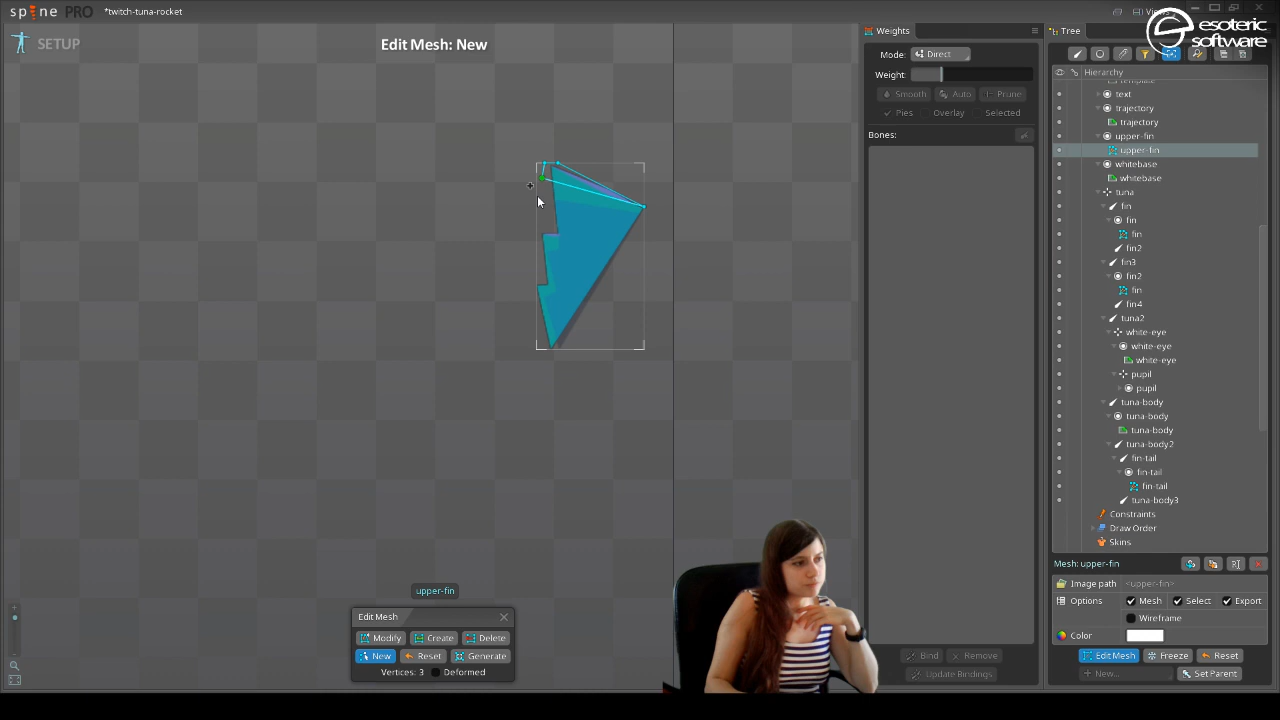 spine PRO
*twitch-tuna-rocket
Views
SETUP
Edit Mesh: New
esoteric
software
Weights
Mode:
Direct
Weight:
Smooth
Auto
Prune
Pies
Overlay
Selected
Bones:
Bind
Remove
Update Bindings
Tree
Hierarchy
template
text
trajectory
trajectory
upper-fin
upper-fin
whitebase
whitebase
tuna
fin
fin
fin
fin2
fin3
fin2
fin
fin4
tuna2
white-eye
white-eye
white-eye
pupil
pupil
tuna-body
tuna-body
tuna-body
tuna-body2
fin-tail
fin-tail
fin-tail
tuna-body3
Constraints
Draw Order
Skins
Mesh: upper-fin
Image path
<upper-fin>
Options
Mesh
Select
Export
Wireframe
Color
Edit Mesh
Freeze
Reset
New...
Set Parent
upper-fin
Edit Mesh
Modify
Create
Delete
New
Reset
Generate
Vertices: 3
Deformed